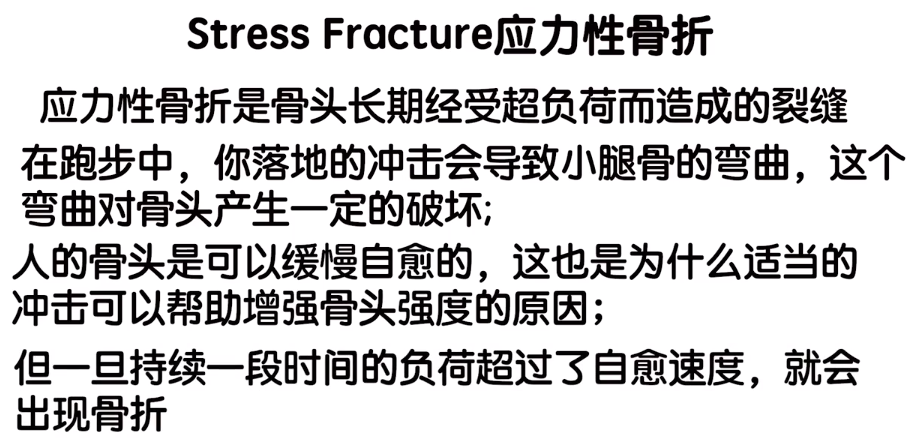 Stress Fracture应力性骨折
应力性骨折是骨头长期经受超负荷而造成的裂缝
在跑步中，你落地的冲击会导致小腿骨的弯曲，这个
弯曲对骨头产生一定的破坏;
人的骨头是可以缓慢自愈的，这也是为什么适当的
冲击可以帮助增强骨头强度的原因；
但一旦持续一段时间的负荷超过了自愈速度，就会
出现骨折